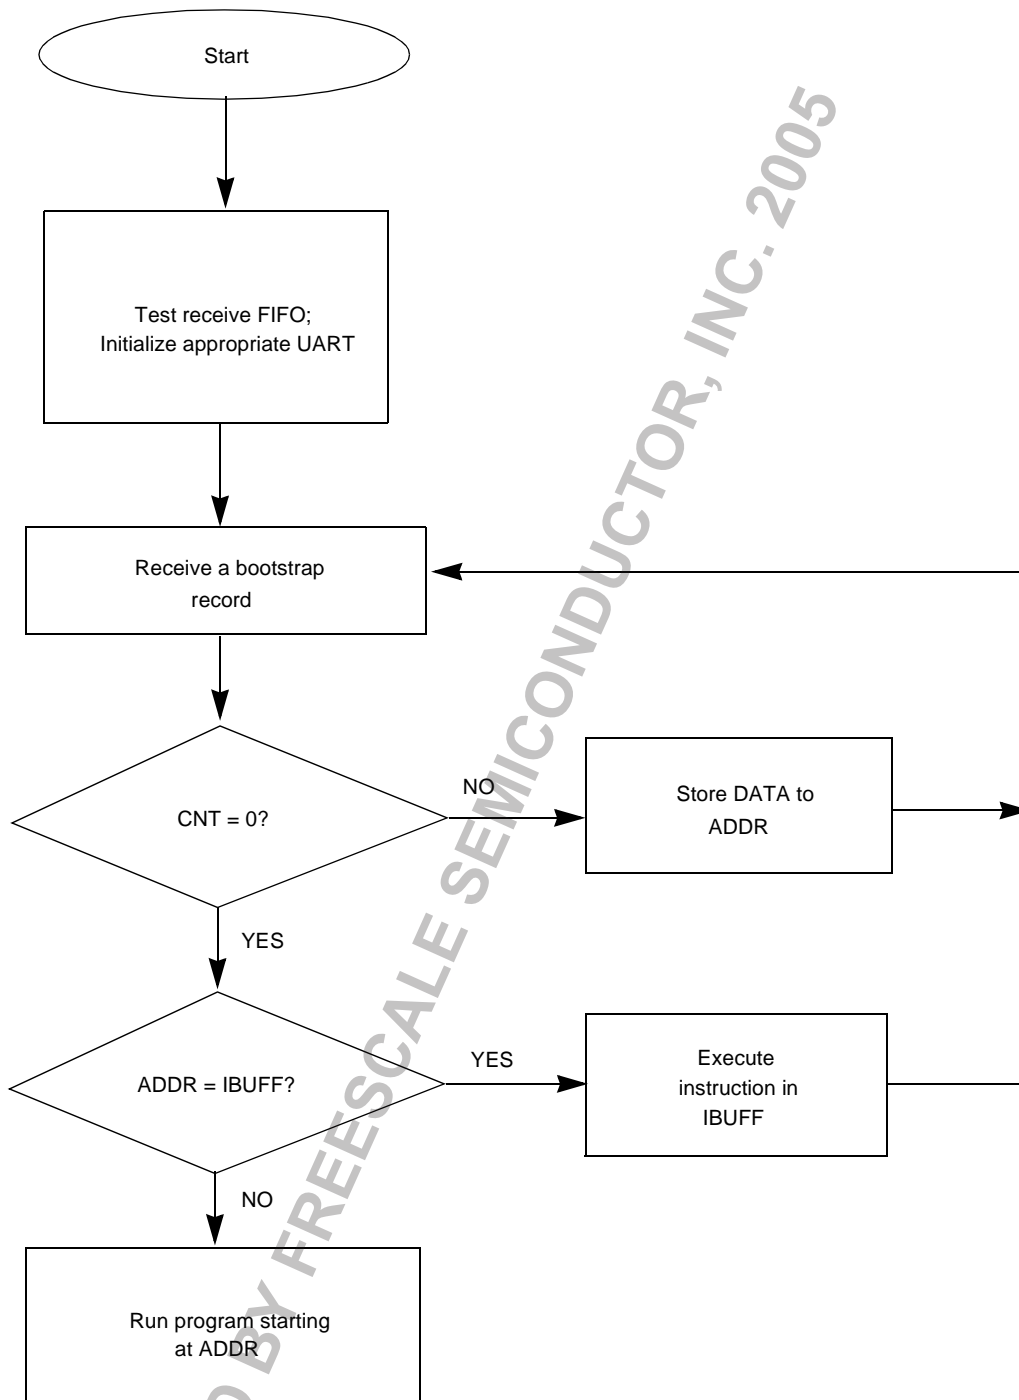 Start
Test receive FIFO;
Initialize appropriate UART
Receive a bootstrap
record
CNT = 0?
NO
Store DATA to
ADDR
YES
ADDR = IBUFF?
YES
Execute
instruction in
IBUFF
NO
Run program starting
at ADDR
BY FREESCALE SEMICONDUCTOR, INC. 2005